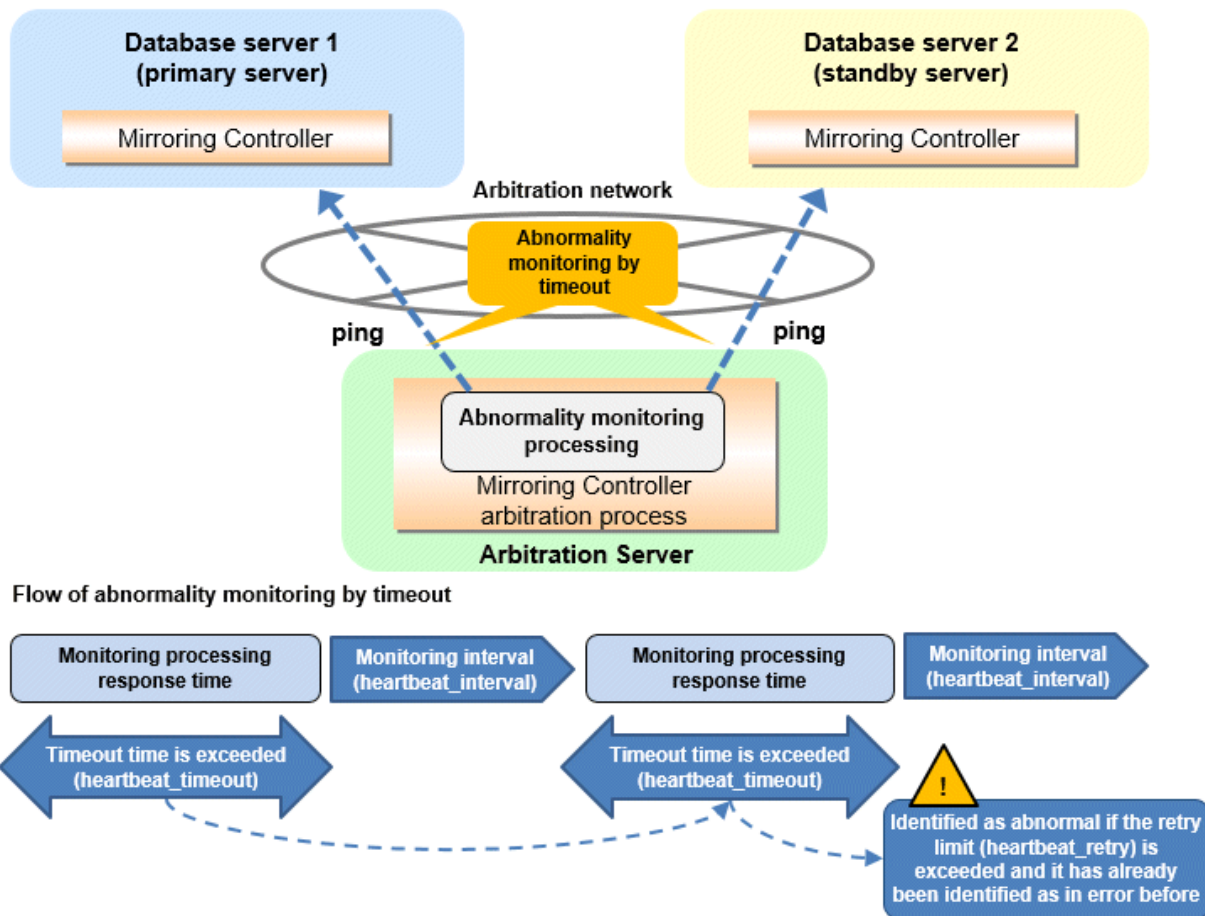 Database server 1
(primary server)
Mirroring Controller
Database server 2
(standby server)
Mirroring Controller
Arbitration network
Abnormality
monitoring by
timeout
ping
ping
Abnormality monitoring
processing
Mirroring Controller
arbitration process
Arbitration Server
Flow of abnormality monitoring by timeout
Monitoring processing
response time
Monitoring interval
(heartbeat_interval)
Monitoring processing
response time
Monitoring interval
(heartbeat_interval)
Timeout time is exceeded
(heartbeat_timeout)
Timeout time is exceeded
(heartbeat_timeout)
!
Identified as abnormal if the retry
limit (heartbeat_retry) is
exceeded and it has already
been identified as in error before